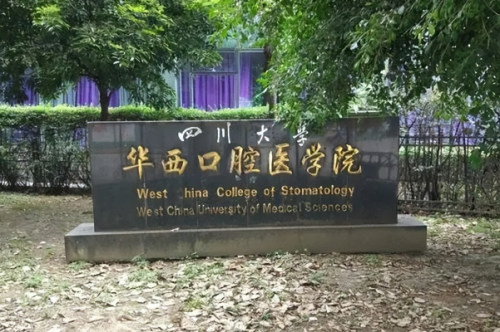 四川大學
华西口腔医学院
West China College of Stomatology
West China University of Medical Sciences